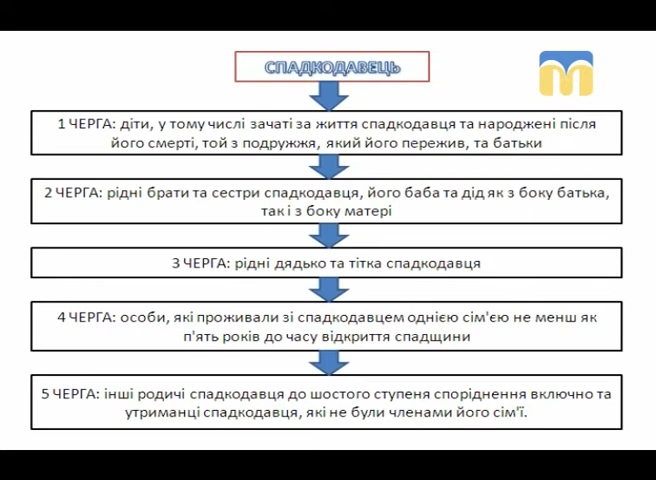 СПАДКОДАВЕЦЬ
1 ЧЕРГА: діти, у тому числі зачаті за життя спадкодавця та народжені після
його смерті, той з подружжя, який його пережив, та батьки
2 ЧЕРГА: рідні брати та сестри спадкодавця, його баба та дід як з боку батька,
так і з боку матері
3 ЧЕРГА: рідні дядько та тітка спадкодавця
4 ЧЕРГА: особи, які проживали зі спадкодавцем однією сім'єю не менш як
п'ять років до часу відкриття спадщини
5 ЧЕРГА: інші родичі спадкодавця до шостого ступеня споріднення включно та
утриманці спадкодавця, які не були членами його сім'ї.